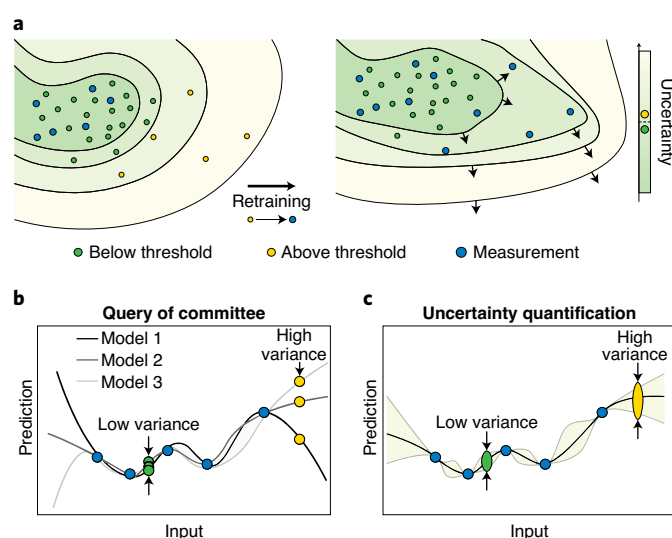 a
Uncertainty
Retraining
Below threshold
Above threshold
Measurement
b
Query of committee
Model 1
Model 2
Model 3
High
variance
Low variance
Prediction
Input
c
Uncertainty quantification
High
variance
Low variance
Prediction
Input